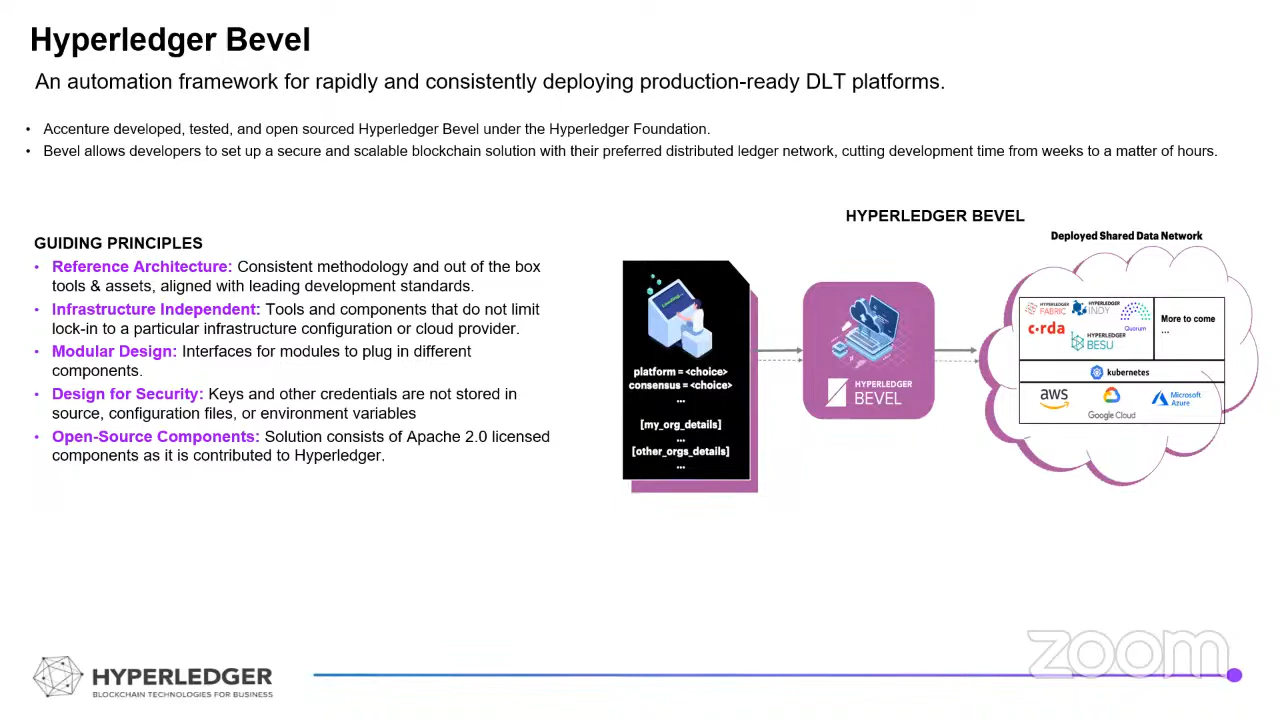 Hyperledger Bevel
An automation framework for rapidly and consistently deploying production-ready DLT platforms.
• Accenture developed, tested, and open sourced Hyperledger Bevel under the Hyperledger Foundation.
• Bevel allows developers to set up a secure and scalable blockchain solution with their preferred distributed ledger network, cutting development time from weeks to a matter of hours.
GUIDING PRINCIPLES
• Reference Architecture: Consistent methodology and out of the box
tools & assets, aligned with leading development standards.
• Infrastructure Independent: Tools and components that do not limit
lock-in to a particular infrastructure configuration or cloud provider.
• Modular Design: Interfaces for modules to plug in different
components.
• Design for Security: Keys and other credentials are not stored in
source, configuration files, or environment variables
• Open-Source Components: Solution consists of Apache 2.0 licensed
components as it is contributed to Hyperledger.
HYPERLEDGER BEVEL
Loading...
platform = <choice>
consensus = <choice>
...
[my_org_details]
...
[other_orgs_details]
...
HYPERLEDGER
BEVEL
Deployed Shared Data Network
HYPERLEDGER
FABRIC
HYPERLEDGER
INDY
Quorum
c·rda
HYPERLEDGER
BESU
More to come
...
kubernetes
aws
Google Cloud
Microsoft
Azure
HYPERLEDGER
BLOCKCHAIN TECHNOLOGIES FOR BUSINESS
zoom